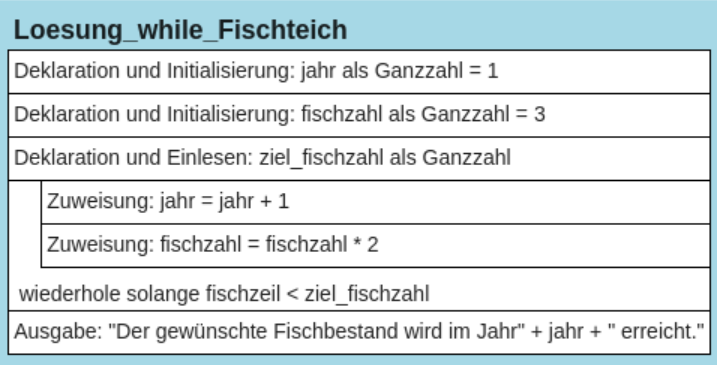 Loesung_while_Fischteich
Deklaration und Initialisierung: jahr als Ganzzahl = 1
Deklaration und Initialisierung: fischzahl als Ganzzahl = 3
Deklaration und Einlesen: ziel_fischzahl als Ganzzahl
Zuweisung: jahr = jahr + 1
Zuweisung: fischzahl = fischzahl * 2
wiederhole solange fischzeil < ziel_fischzahl
Ausgabe: "Der gewünschte Fischbestand wird im Jahr" + jahr + " erreicht."